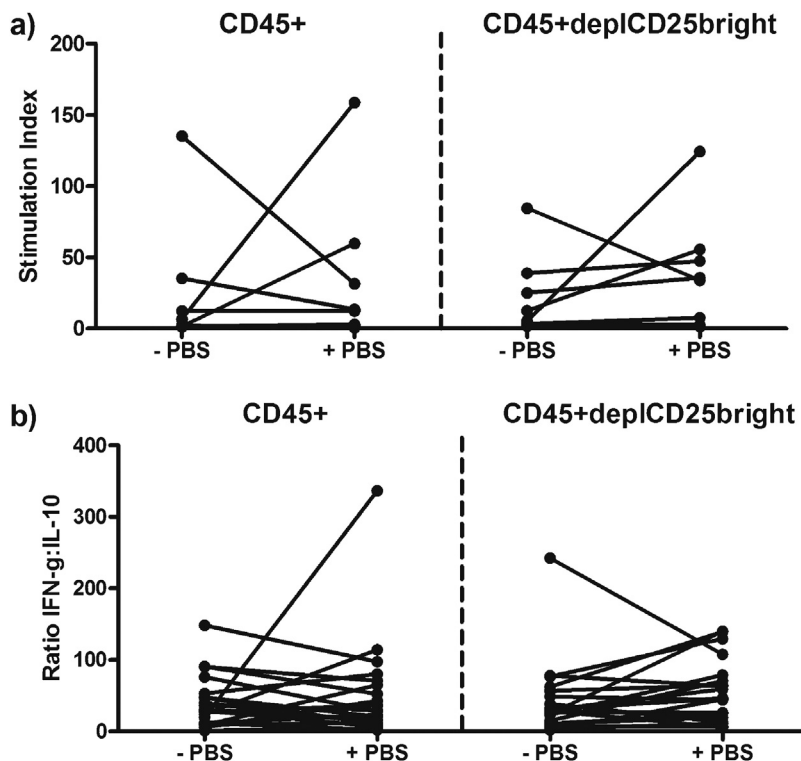 a)
CD45+
CD45+deplCD25bright
Stimulation Index
200
150
100
50
0
- PBS
+ PBS
- PBS
+ PBS
b)
CD45+
CD45+deplCD25bright
Ratio IFN-g:IL-10
400
300
200
100
0
- PBS
+ PBS
- PBS
+ PBS